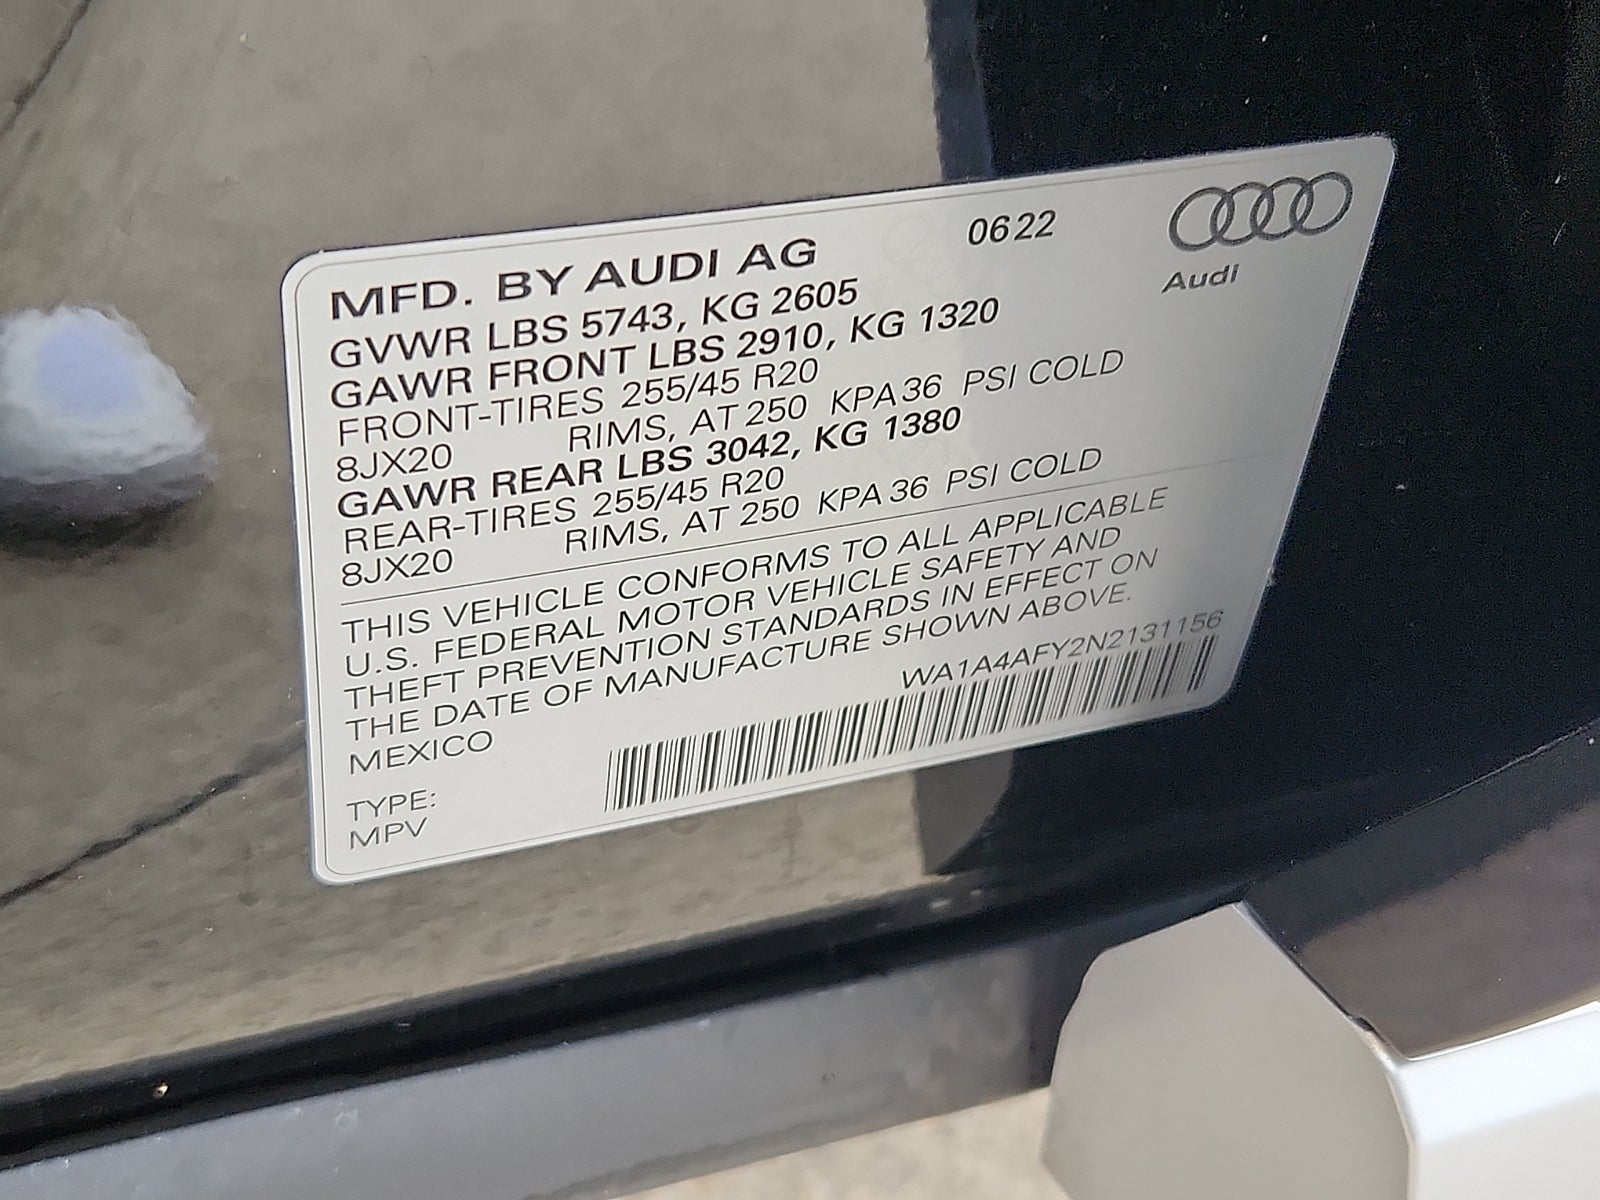 MFD. BY AUDI AG 0622
Audi
GVWR LBS 5743, KG 2605
GAWR FRONT LBS 2910, KG 1320
FRONT-TIRES 255/45 R20
8JX20 RIMS, AT 250 KPA 36 PSI COLD
GAWR REAR LBS 3042, KG 1380
REAR-TIRES 255/45 R20
8JX20 RIMS, AT 250 KPA 36 PSI COLD
THIS VEHICLE CONFORMS TO ALL APPLICABLE
U.S. FEDERAL MOTOR VEHICLE SAFETY AND
THEFT PREVENTION STANDARDS IN EFFECT ON
THE DATE OF MANUFACTURE SHOWN ABOVE.
MEXICO WA1A4AFY2N2131156
TYPE:
MPV